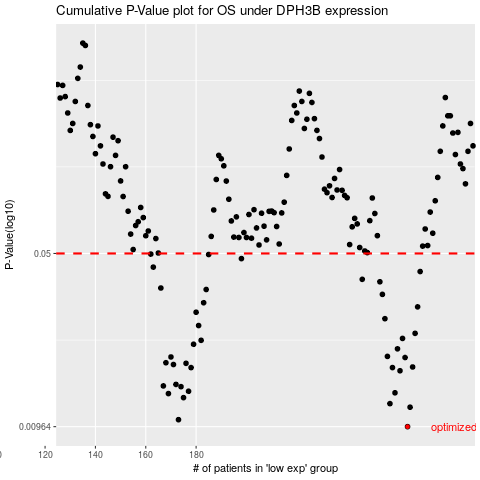 Cumulative P-Value plot for OS under DPH3B expression
P-Value(log10)
0.05
0.00964
optimized
0 120 140 160 180
# of patients in 'low exp' group